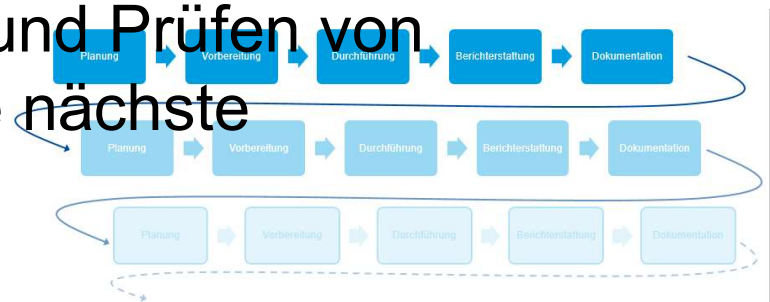 und Prüfen von
Planung Vorbereitung Durchführung Berichterstattung Dokumentation
nächste
Planung Vorbereitung Durchführung Berichterstattung Dokumentation
Planung Vorbereitung Durchführung Berichterstattung Dokumentation